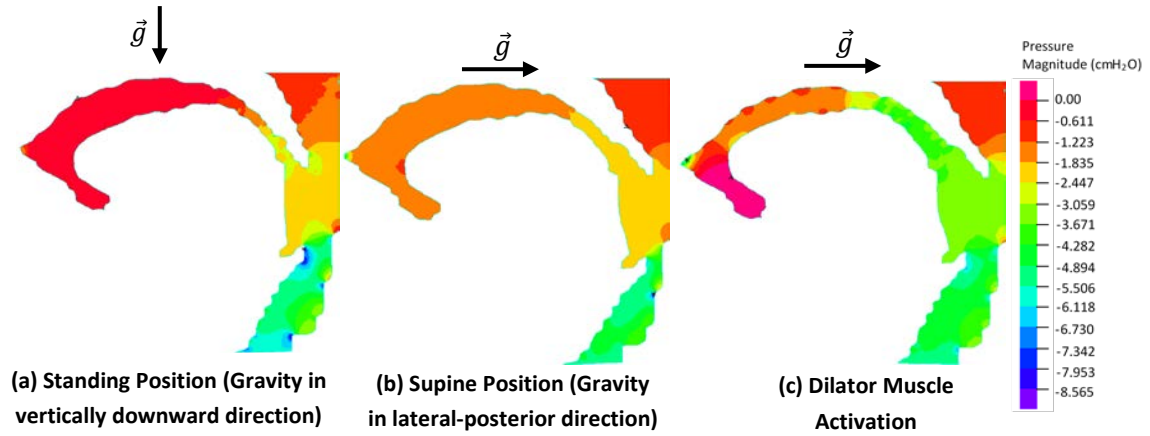 g⃗
g⃗
g⃗
Pressure
Magnitude (cmH₂O)
0.00
-0.611
-1.223
-1.835
-2.447
-3.059
-3.671
-4.282
-4.894
-5.506
-6.118
-6.730
-7.342
-7.953
-8.565
(a) Standing Position (Gravity in
vertically downward direction)
(b) Supine Position (Gravity
in lateral-posterior direction)
(c) Dilator Muscle
Activation